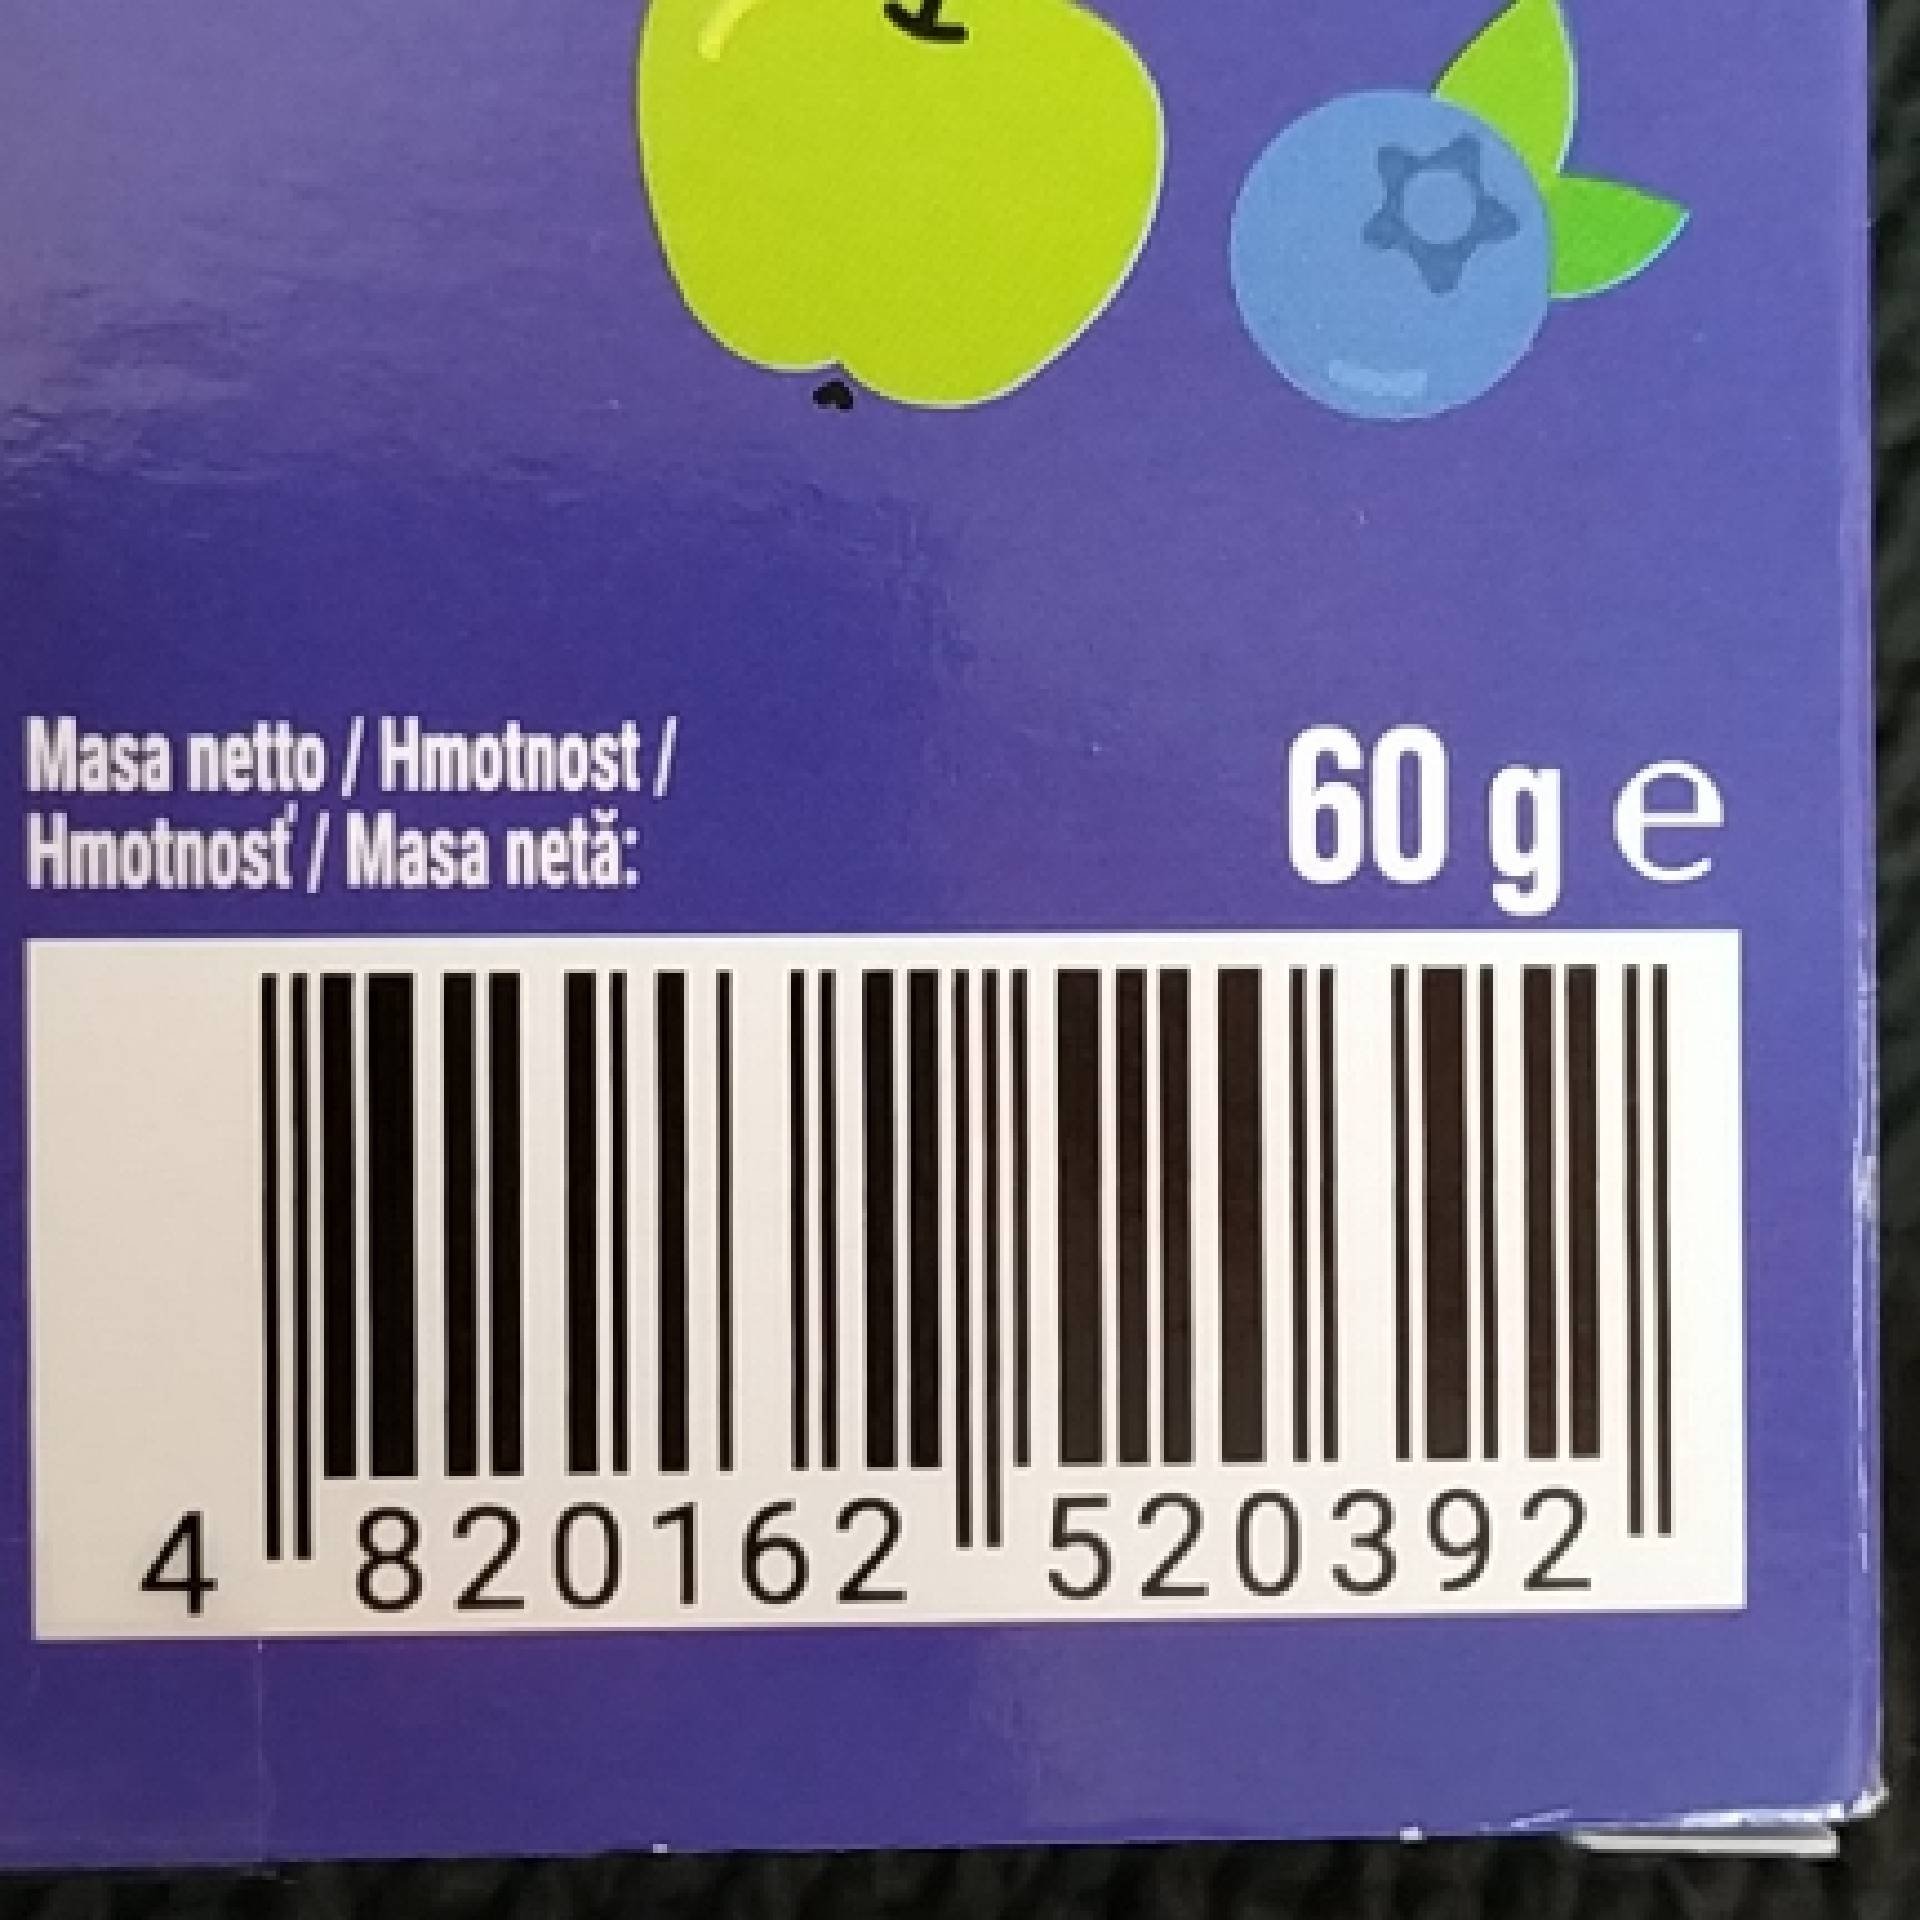 Masa netto / Hmotnost /
Hmotnosť / Masa netă:
60 g ℮
4 820162 520392